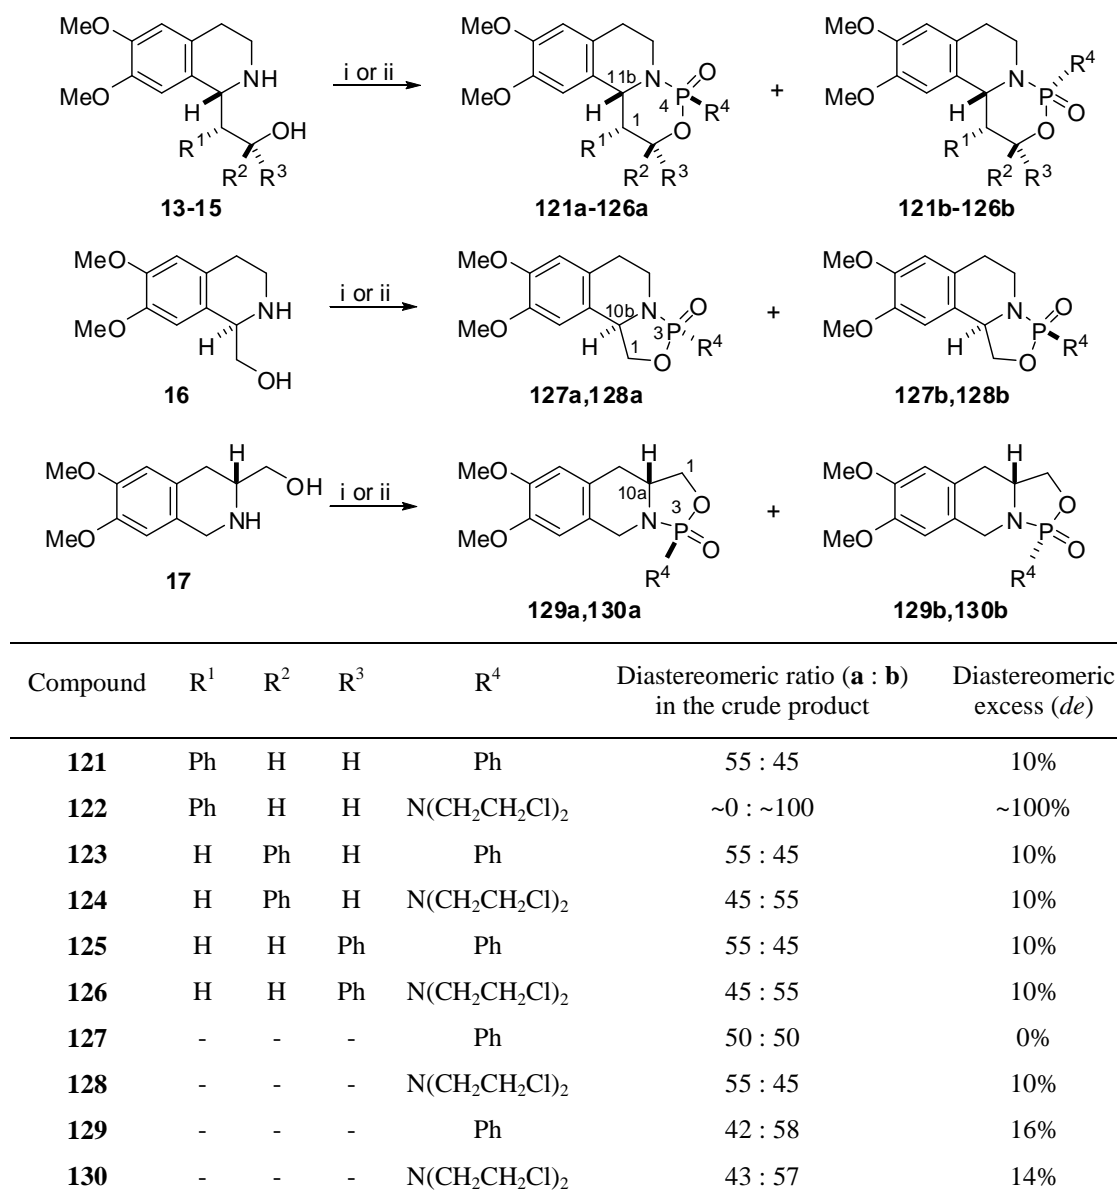 MeO MeO NH H R¹ OH R² R³
13-15
i or ii
MeO MeO 11b N H 1 P 4 O R⁴ O R¹ R² R³
121a-126a
+
MeO MeO N H P R⁴ O O R¹ R² R³
121b-126b
MeO MeO NH H OH
16
i or ii
MeO MeO 10b N H 1 P 3 O R⁴ O
127a,128a
+
MeO MeO N H P O R⁴ O
127b,128b
MeO MeO H OH NH
17
i or ii
MeO MeO H 1 10a O N 3 P O R⁴
129a,130a
+
MeO MeO H O N P O R⁴
129b,130b
Compound R¹ R² R³ R⁴ Diastereomeric ratio (a : b) Diastereomeric
in the crude product excess (de)
121 Ph H H Ph 55 : 45 10%
122 Ph H H N(CH₂CH₂Cl)₂ ~0 : ~100 ~100%
123 H Ph H Ph 55 : 45 10%
124 H Ph H N(CH₂CH₂Cl)₂ 45 : 55 10%
125 H H Ph Ph 55 : 45 10%
126 H H Ph N(CH₂CH₂Cl)₂ 45 : 55 10%
127 - - - Ph 50 : 50 0%
128 - - - N(CH₂CH₂Cl)₂ 55 : 45 10%
129 - - - Ph 42 : 58 16%
130 - - - N(CH₂CH₂Cl)₂ 43 : 57 14%